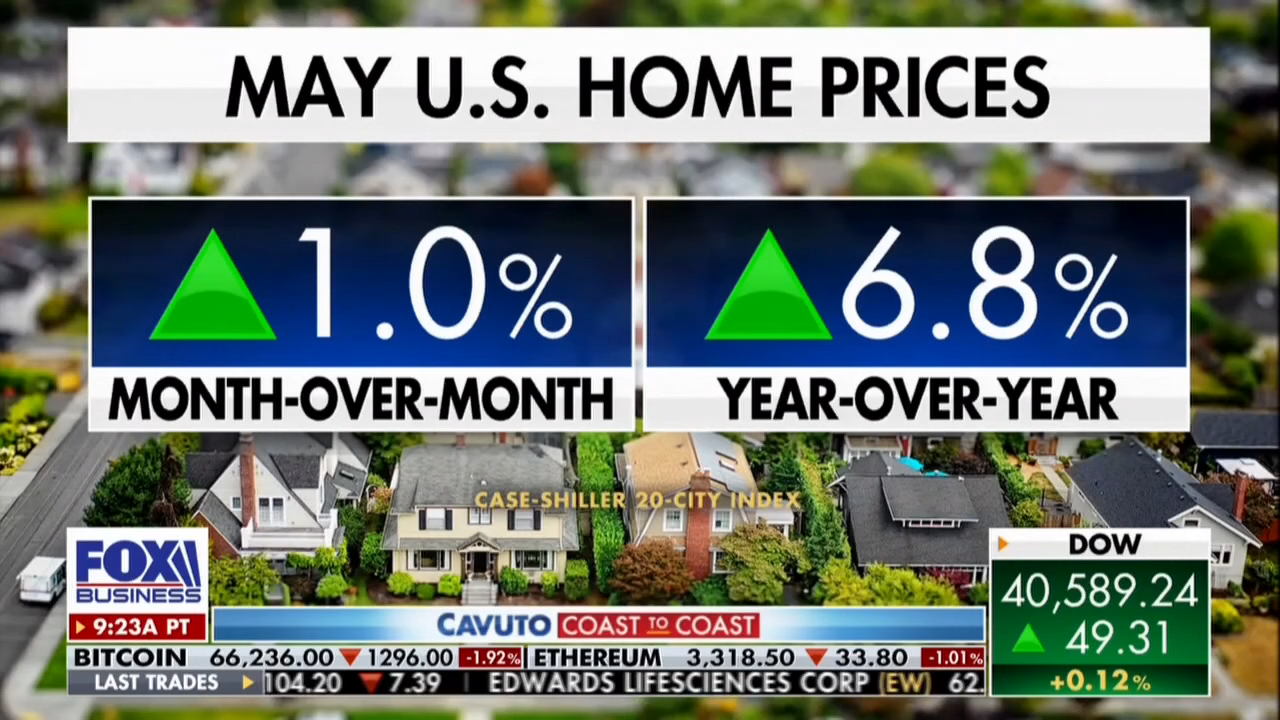 MAY U.S. HOME PRICES
1.0%
MONTH-OVER-MONTH
6.8%
YEAR-OVER-YEAR
CASE-SHILLER 20-CITY INDEX
FOX
BUSINESS
9:23A PT
CAVUTO COAST TO COAST
DOW
40,589.24
49.31
+0.12%
BITCOIN 66,236.00 1296.00 -1.92% ETHEREUM 3,318.50 33.80 -1.01%
LAST TRADES 104.20 7.39 EDWARDS LIFESCIENCES CORP (EW) 62.